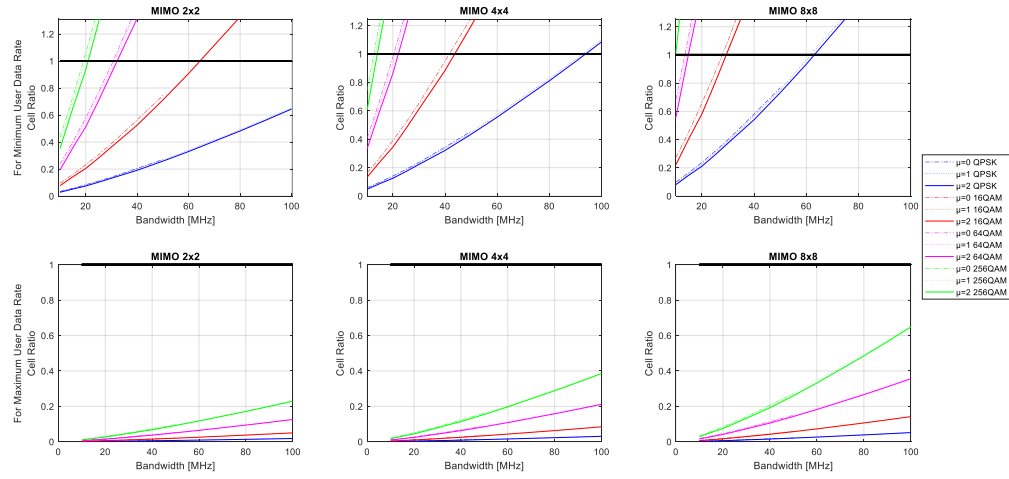 MIMO 2x2
MIMO 4x4
MIMO 8x8
For Minimum User Data Rate
Cell Ratio
1.2
1
0.8
0.6
0.4
0.2
0
20
40
60
80
100
Bandwidth [MHz]
Cell Ratio
1.2
1
0.8
0.6
0.4
0.2
0
20
40
60
80
100
Bandwidth [MHz]
Cell Ratio
1.2
1
0.8
0.6
0.4
0.2
0
20
40
60
80
100
Bandwidth [MHz]
μ=0 QPSK
μ=1 QPSK
μ=2 QPSK
μ=0 16QAM
μ=1 16QAM
μ=2 16QAM
μ=0 64QAM
μ=1 64QAM
μ=2 64QAM
μ=0 256QAM
μ=1 256QAM
μ=2 256QAM
MIMO 2x2
MIMO 4x4
MIMO 8x8
For Maximum User Data Rate
Cell Ratio
1
0.8
0.6
0.4
0.2
0
0
20
40
60
80
100
Bandwidth [MHz]
Cell Ratio
1
0.8
0.6
0.4
0.2
0
0
20
40
60
80
100
Bandwidth [MHz]
Cell Ratio
1
0.8
0.6
0.4
0.2
0
0
20
40
60
80
100
Bandwidth [MHz]